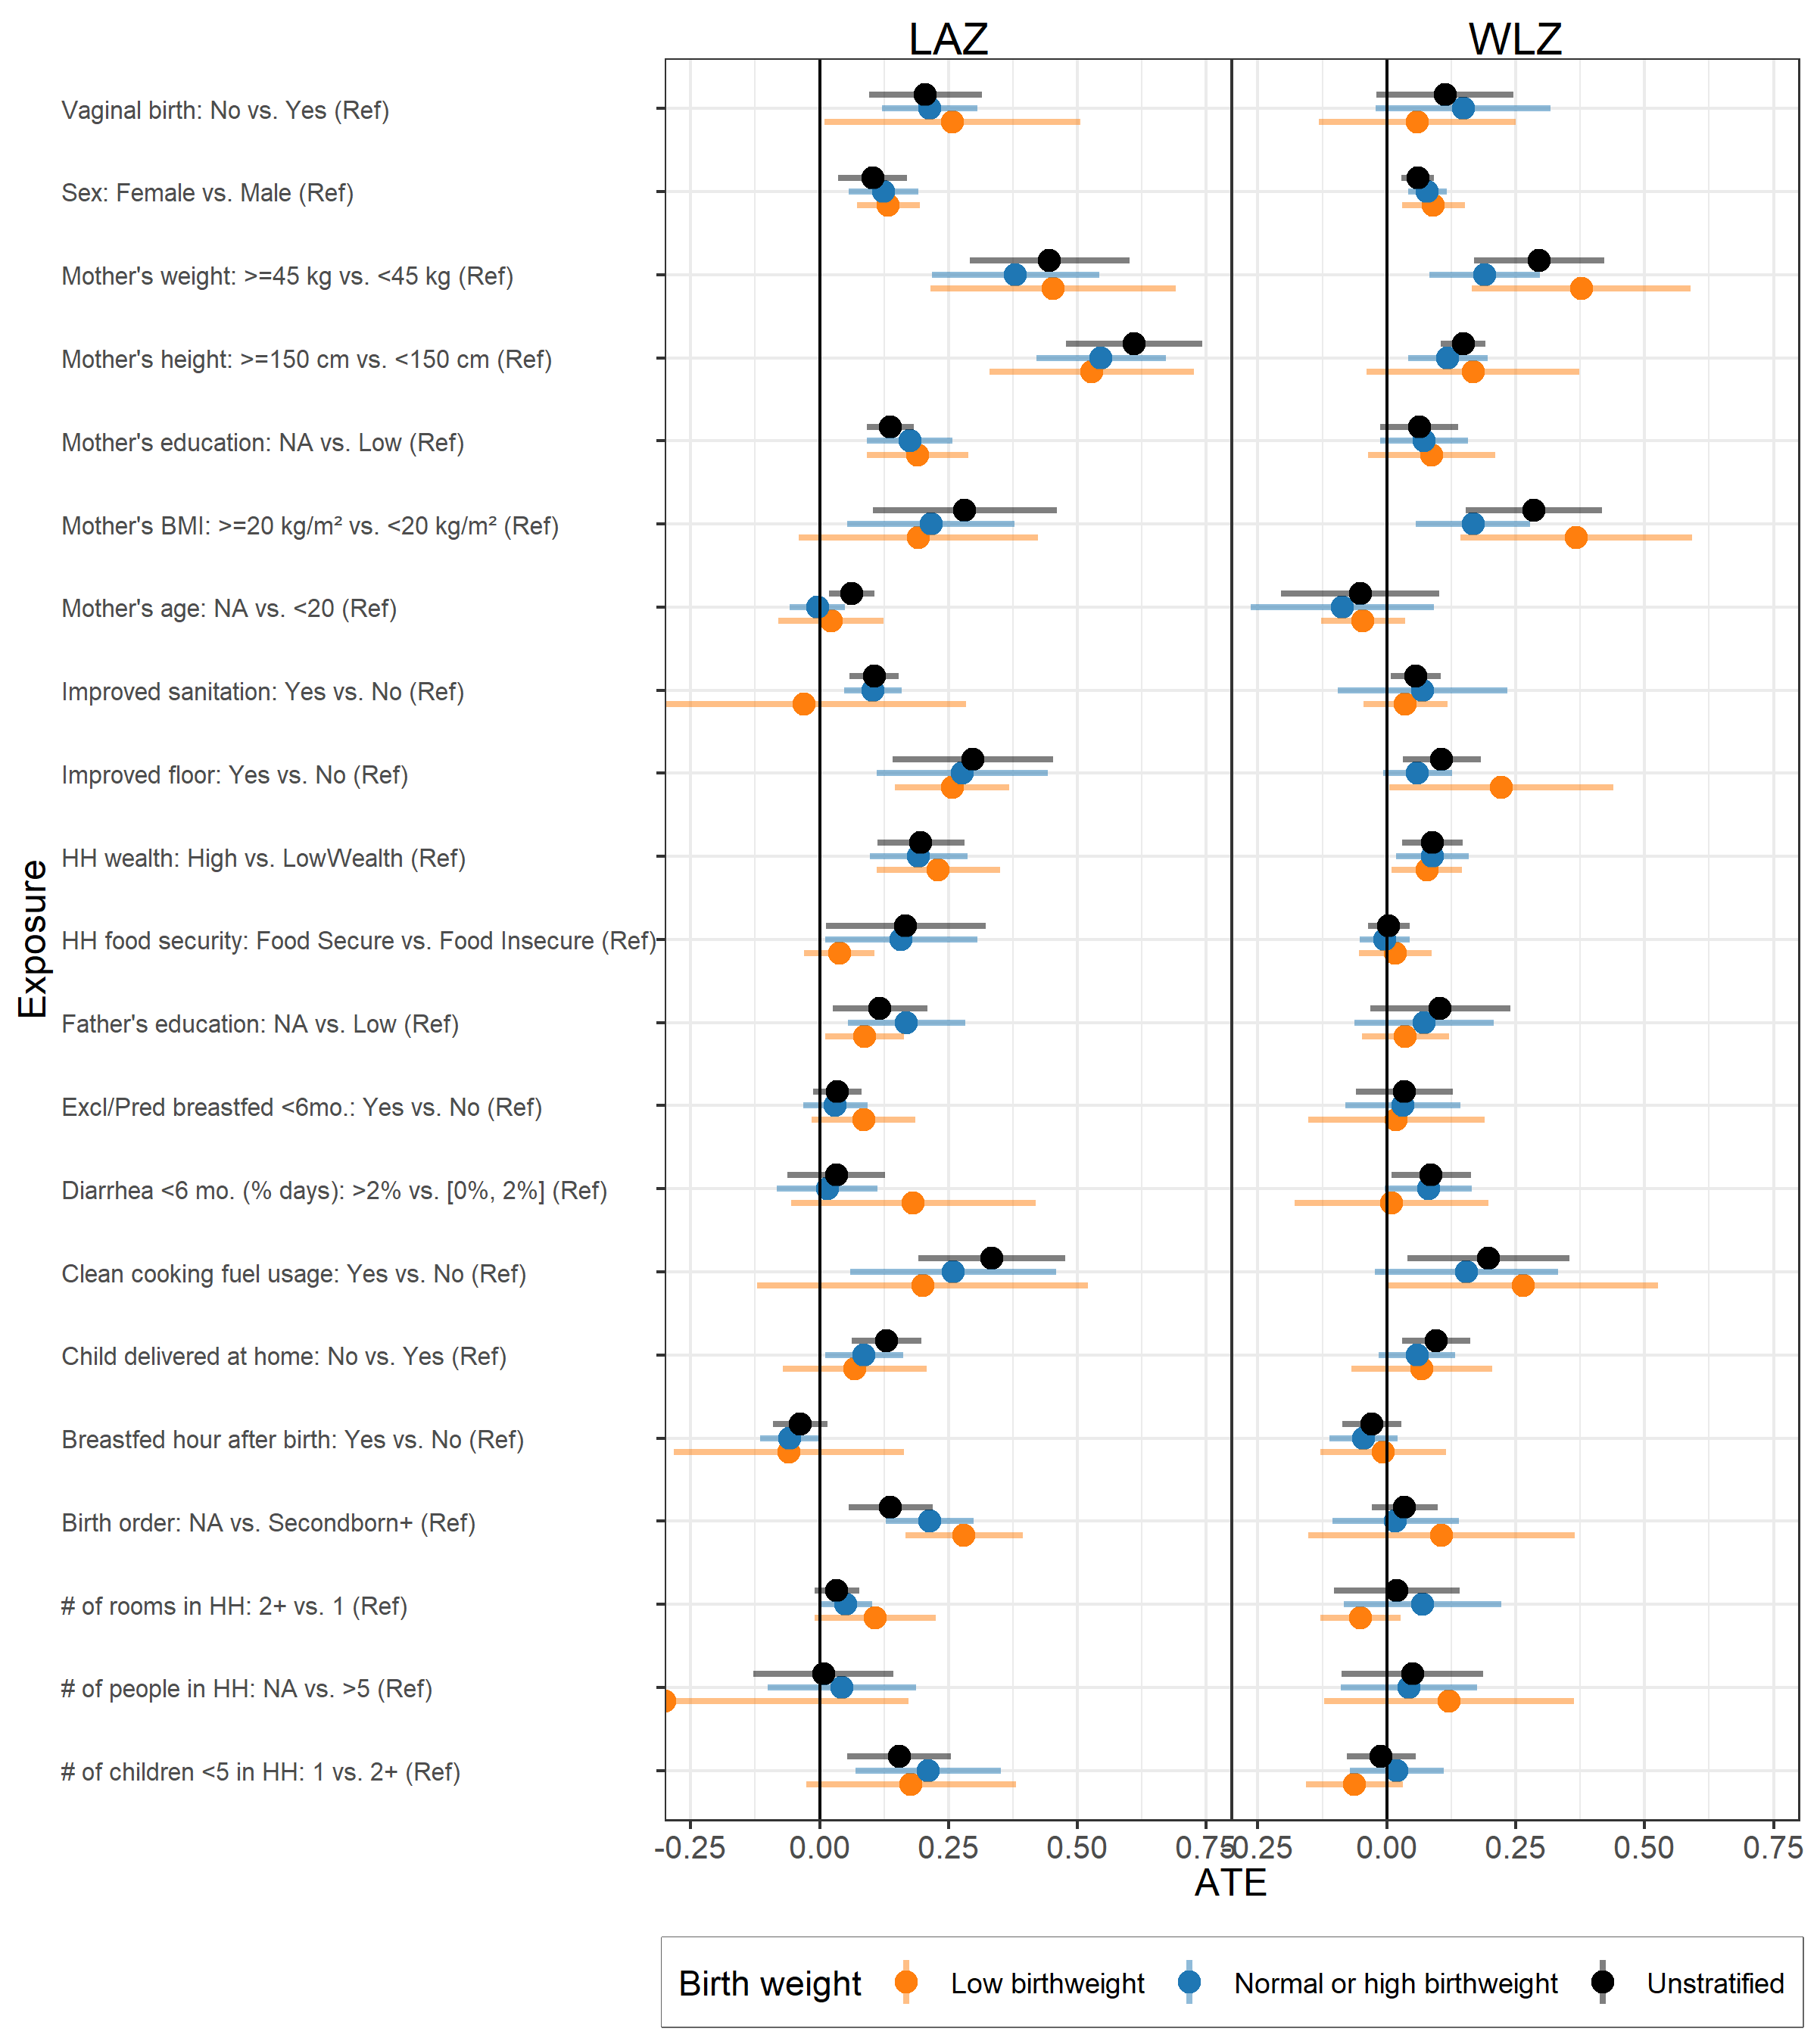 LAZ WLZ
Vaginal birth: No vs. Yes (Ref)
Sex: Female vs. Male (Ref)
Mother's weight: >=45 kg vs. <45 kg (Ref)
Mother's height: >=150 cm vs. <150 cm (Ref)
Mother's education: NA vs. Low (Ref)
Mother's BMI: >=20 kg/m² vs. <20 kg/m² (Ref)
Mother's age: NA vs. <20 (Ref)
Improved sanitation: Yes vs. No (Ref)
Improved floor: Yes vs. No (Ref)
HH wealth: High vs. LowWealth (Ref)
HH food security: Food Secure vs. Food Insecure (Ref)
Father's education: NA vs. Low (Ref)
Excl/Pred breastfed <6mo.: Yes vs. No (Ref)
Diarrhea <6 mo. (% days): >2% vs. [0%, 2%] (Ref)
Clean cooking fuel usage: Yes vs. No (Ref)
Child delivered at home: No vs. Yes (Ref)
Breastfed hour after birth: Yes vs. No (Ref)
Birth order: NA vs. Secondborn+ (Ref)
# of rooms in HH: 2+ vs. 1 (Ref)
# of people in HH: NA vs. >5 (Ref)
# of children <5 in HH: 1 vs. 2+ (Ref)
Exposure
-0.25 0.00 0.25 0.50 0.75 -0.25 0.00 0.25 0.50 0.75
ATE
Birth weight Low birthweight Normal or high birthweight Unstratified